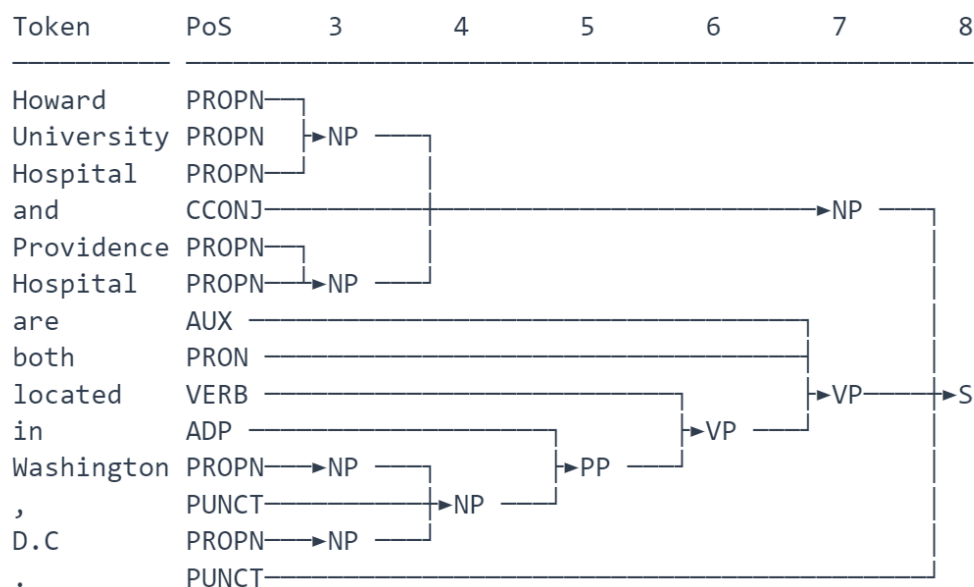 Token PoS 3 4 5 6 7 8
Howard PROPN
University PROPN NP
Hospital PROPN
and CCONJ NP
Providence PROPN
Hospital PROPN NP
are AUX
both PRON
located VERB VP S
in ADP VP
Washington PROPN NP PP
, PUNCT NP
D.C PROPN NP
. PUNCT